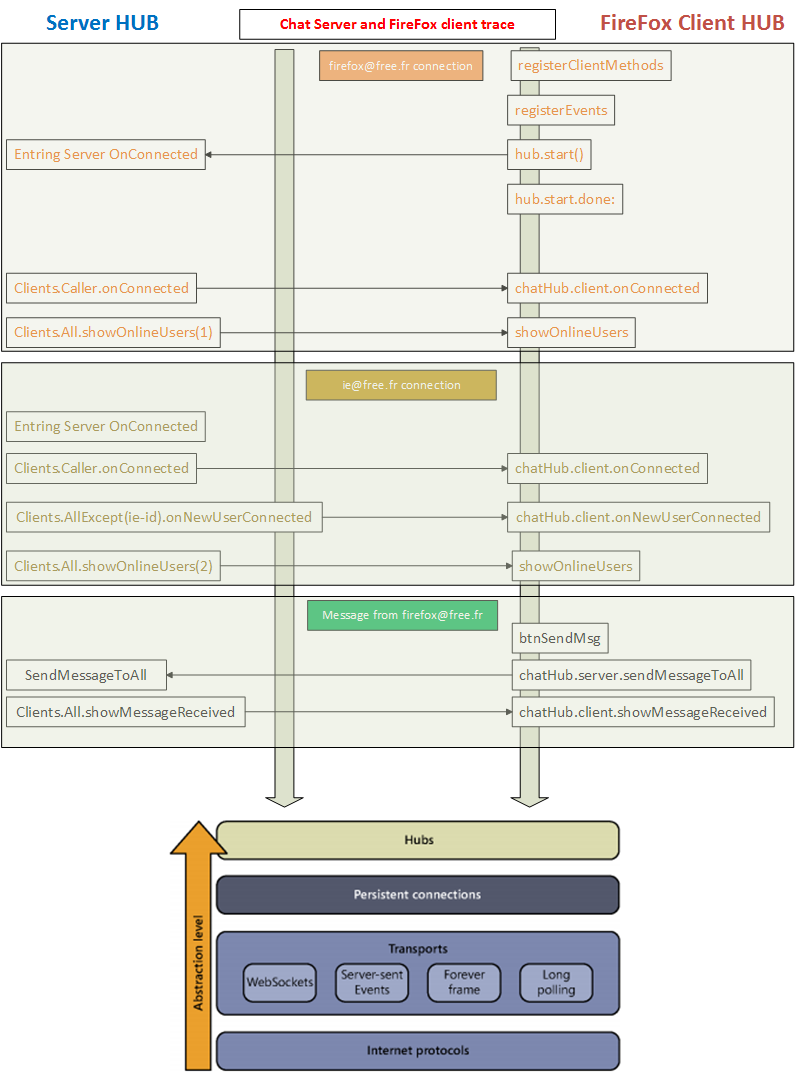 Server HUB
Chat Server and FireFox client trace
FireFox Client HUB
firefox@free.fr connection
registerClientMethods
registerEvents
Entring Server OnConnected
hub.start()
hub.start.done:
Clients.Caller.onConnected
chatHub.client.onConnected
Clients.All.showOnlineUsers(1)
showOnlineUsers
ie@free.fr connection
Entring Server OnConnected
Clients.Caller.onConnected
chatHub.client.onConnected
Clients.AllExcept(ie-id).onNewUserConnected
chatHub.client.onNewUserConnected
Clients.All.showOnlineUsers(2)
showOnlineUsers
Message from firefox@free.fr
btnSendMsg
SendMessageToAll
chatHub.server.sendMessageToAll
Clients.All.showMessageReceived
chatHub.client.showMessageReceived
Abstraction level
Hubs
Persistent connections
Transports
WebSockets
Server-sent
Events
Forever
frame
Long
polling
Internet protocols